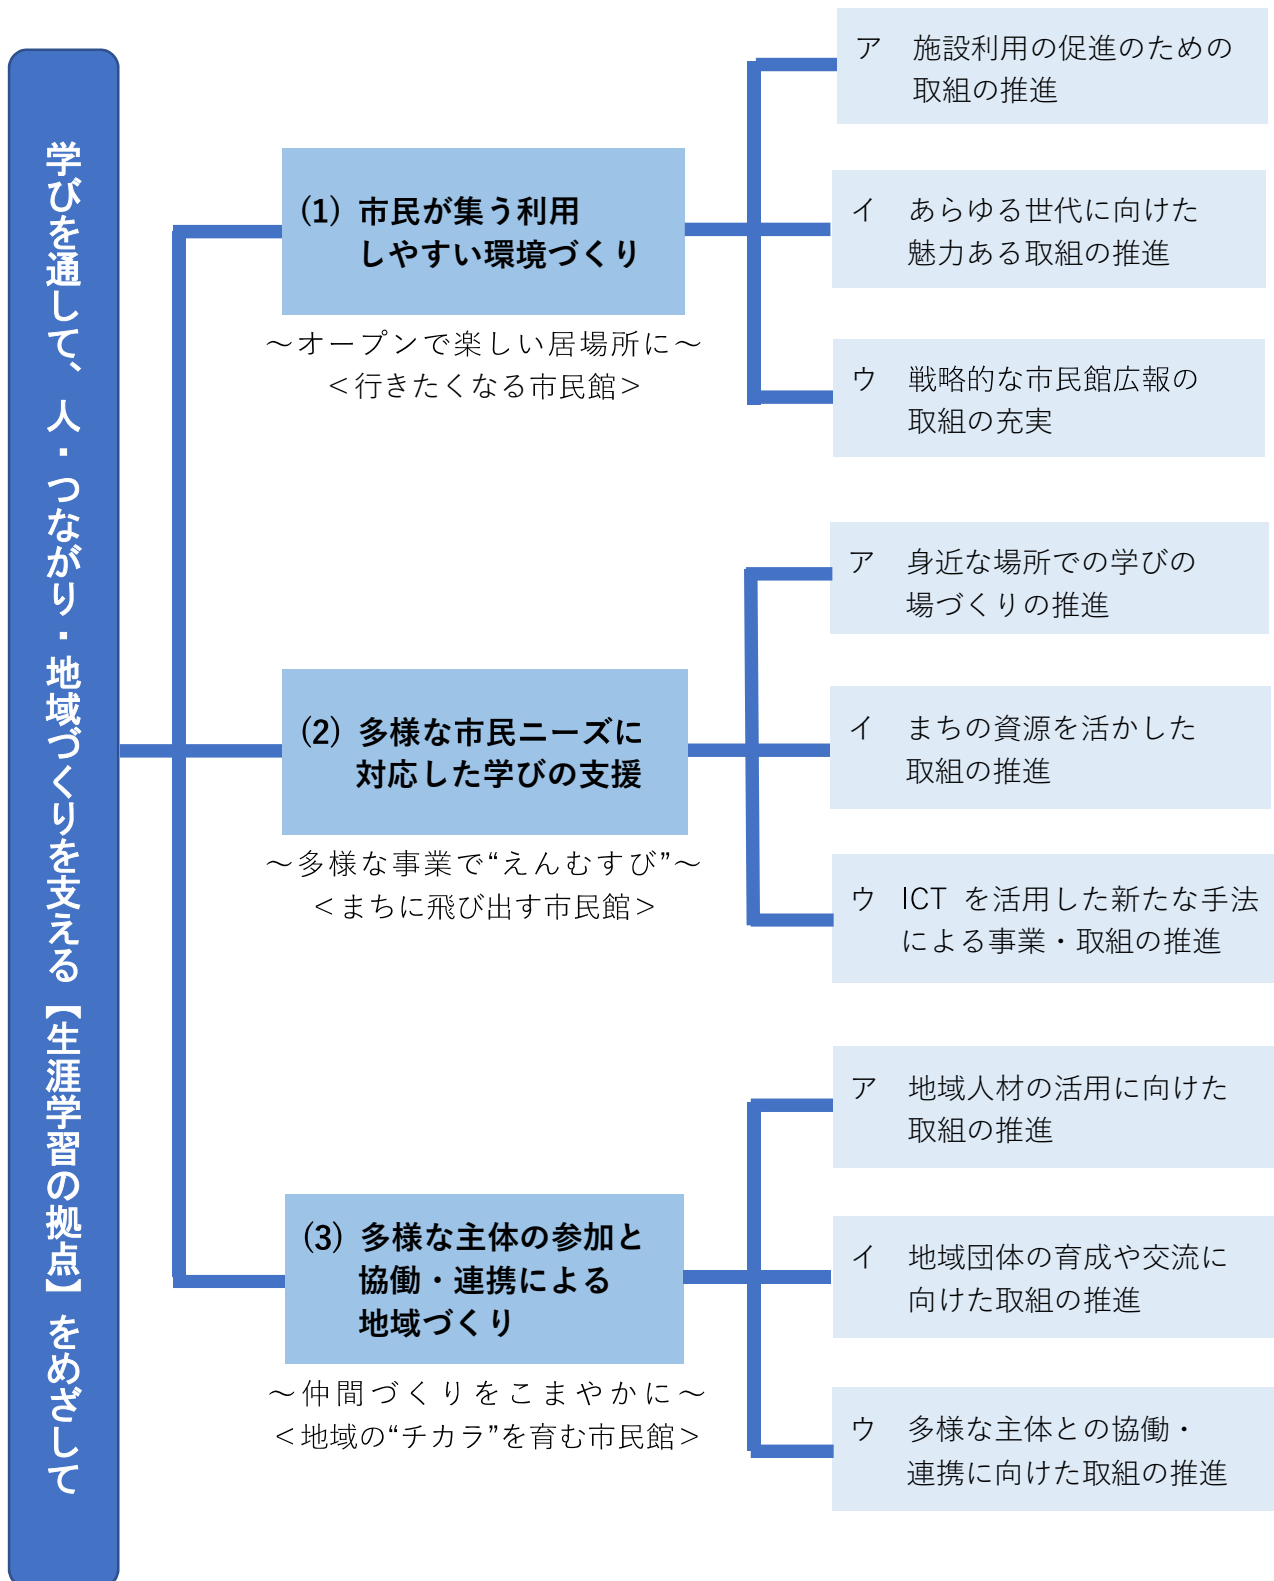 学びを通して、人・つながり・地域づくりを支える【生涯学習の拠点】をめざして
(1) 市民が集う利用
しやすい環境づくり
～オープンで楽しい居場所に～
＜行きたくなる市民館＞
ア 施設利用の促進のための
取組の推進
イ あらゆる世代に向けた
魅力ある取組の推進
ウ 戦略的な市民館広報の
取組の充実
(2) 多様な市民ニーズに
対応した学びの支援
～多様な事業で“えんむすび”～
＜まちに飛び出す市民館＞
ア 身近な場所での学びの
場づくりの推進
イ まちの資源を活かした
取組の推進
ウ ICT を活用した新たな手法
による事業・取組の推進
(3) 多様な主体の参加と
協働・連携による
地域づくり
～仲間づくりをこまやかに～
＜地域の“チカラ”を育む市民館＞
ア 地域人材の活用に向けた
取組の推進
イ 地域団体の育成や交流に
向けた取組の推進
ウ 多様な主体との協働・
連携に向けた取組の推進